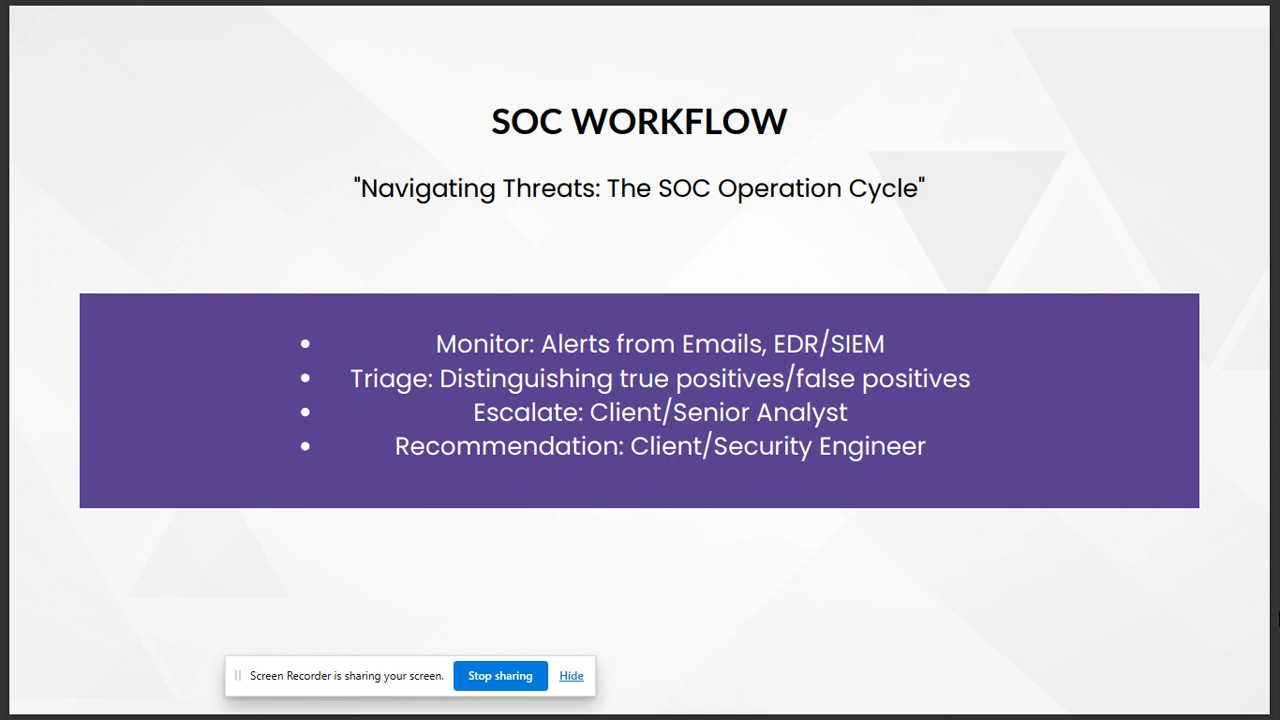 SOC WORKFLOW
"Navigating Threats: The SOC Operation Cycle"
• Monitor: Alerts from Emails, EDR/SIEM
• Triage: Distinguishing true positives/false positives
• Escalate: Client/Senior Analyst
• Recommendation: Client/Security Engineer
Screen Recorder is sharing your screen. Stop sharing Hide